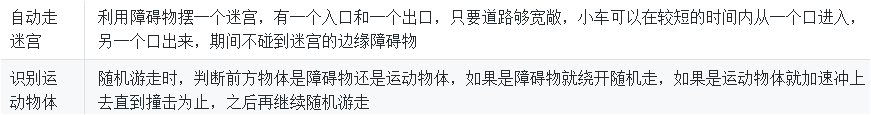 自动走
迷宫
利用障碍物摆一个迷宫，有一个入口和一个出口，只要道路够宽敞，小车可以在较短的时间内从一个口进入，
另一个口出来，期间不碰到迷宫的边缘障碍物
识别运
动物体
随机游走时，判断前方物体是障碍物还是运动物体，如果是障碍物就绕开随机走，如果是运动物体就加速冲上
去直到撞击为止，之后再继续随机游走